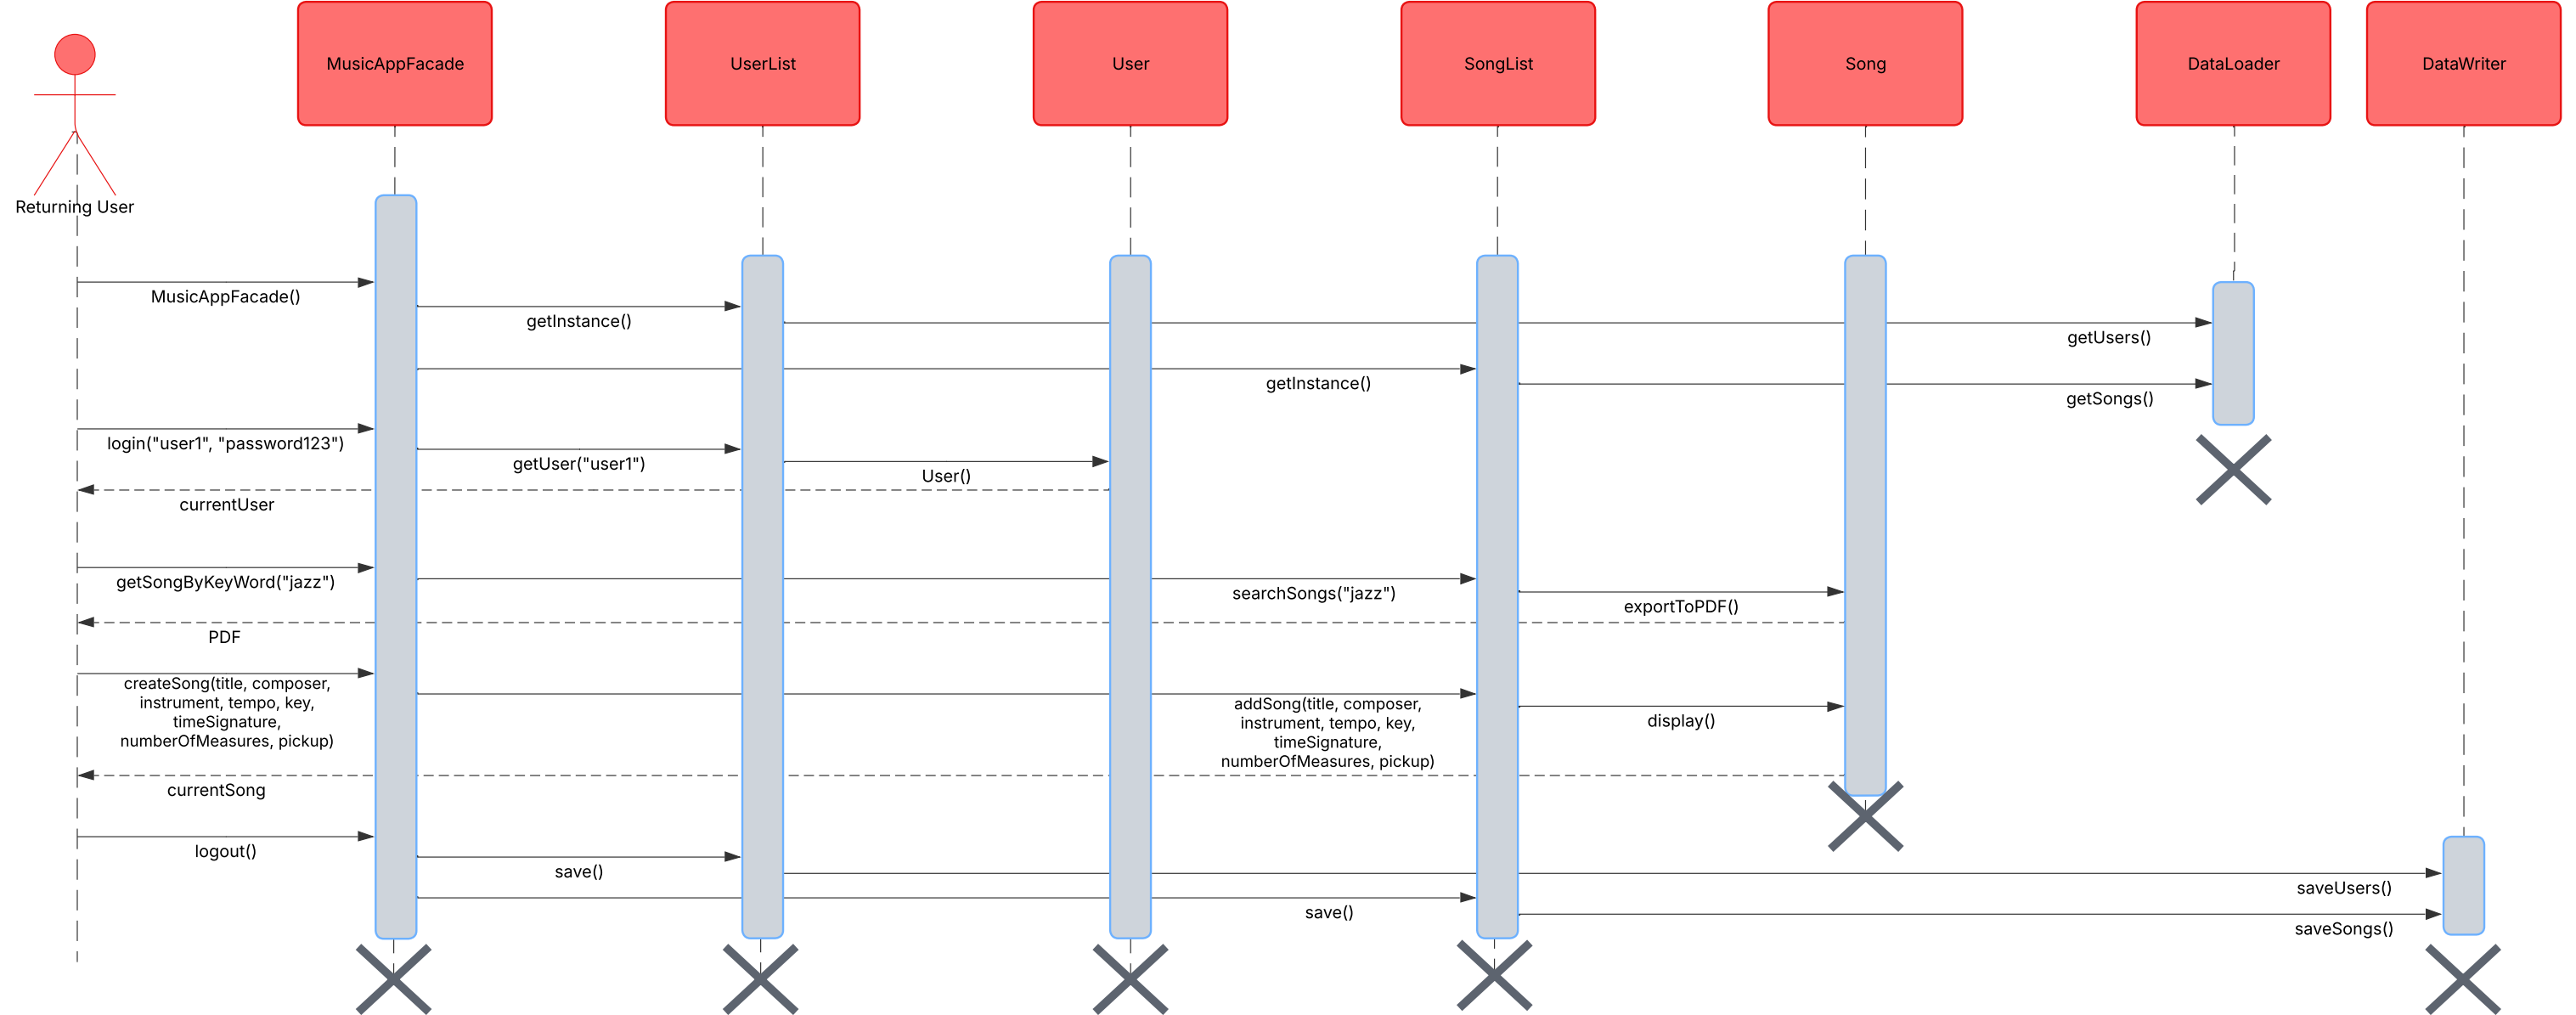 MusicAppFacade
UserList
User
SongList
Song
DataLoader
DataWriter
Returning User
MusicAppFacade()
getInstance()
getUsers()
getInstance()
getSongs()
login("user1", "password123")
getUser("user1")
User()
currentUser
getSongByKeyWord("jazz")
searchSongs("jazz")
exportToPDF()
PDF
createSong(title, composer,
instrument, tempo, key,
timeSignature,
numberOfMeasures, pickup)
addSong(title, composer,
instrument, tempo, key,
timeSignature,
numberOfMeasures, pickup)
display()
currentSong
logout()
save()
saveUsers()
save()
saveSongs()